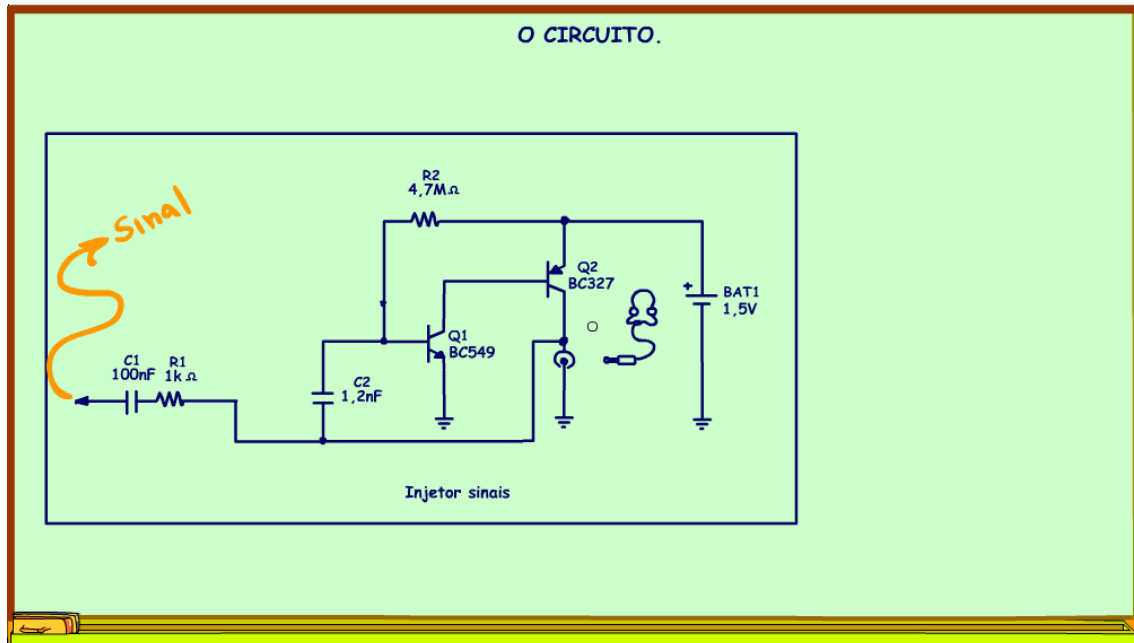 O CIRCUITO.
R2
4,7MΩ
Sinal
Q2
BC327
+
BAT1
1,5V
Q1
BC549
C1
100nF
R1
1kΩ
C2
1,2nF
Injetor sinais